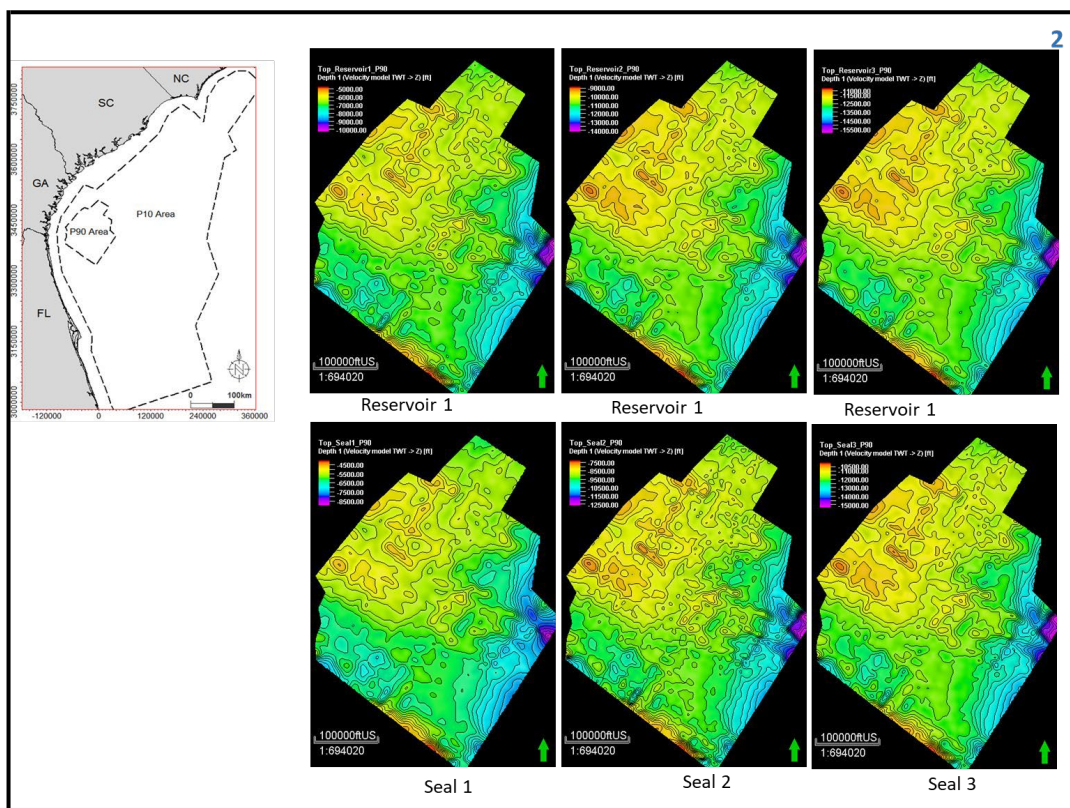 2
NC
SC
GA
P10 Area
P90 Area
FL
N
0 100km
3750000
3600000
3450000
3300000
3150000
3000000
-120000 0 120000 240000 360000
Top_Reservoir1_P90
Depth 1 (Velocity model TWT -> Z) [ft]
-5000.00
-6000.00
-7000.00
-8000.00
-9000.00
-10000.00
100000ftUS
1:694020
Reservoir 1
Top_Reservoir2_P90
Depth 1 (Velocity model TWT -> Z) [ft]
-9000.00
-10000.00
-11000.00
-12000.00
-13000.00
-14000.00
100000ftUS
1:694020
Reservoir 1
Top_Reservoir3_P90
Depth 1 (Velocity model TWT -> Z) [ft]
-11500.00
-12500.00
-13500.00
-14500.00
-15500.00
100000ftUS
1:694020
Reservoir 1
Top_Seal1_P90
Depth 1 (Velocity model TWT -> Z) [ft]
-4500.00
-5500.00
-6500.00
-7500.00
-8500.00
100000ftUS
1:694020
Seal 1
Top_Seal2_P90
Depth 1 (Velocity model TWT -> Z) [ft]
-7500.00
-8500.00
-9500.00
-10500.00
-11500.00
-12500.00
100000ftUS
1:694020
Seal 2
Top_Seal3_P90
Depth 1 (Velocity model TWT -> Z) [ft]
-10500.00
-12000.00
-13000.00
-14000.00
-15000.00
100000ftUS
1:694020
Seal 3